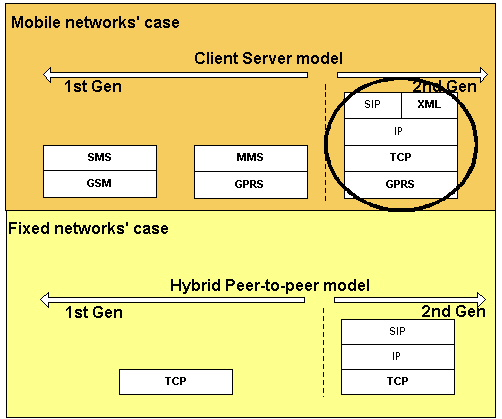 Mobile networks' case
Client Server model
1st Gen
2nd Gen
SIP XML
IP
SMS
MMS
TCP
GSM
GPRS
GPRS
Fixed networks' case
Hybrid Peer-to-peer model
1st Gen
2nd Gen
SIP
IP
TCP
TCP